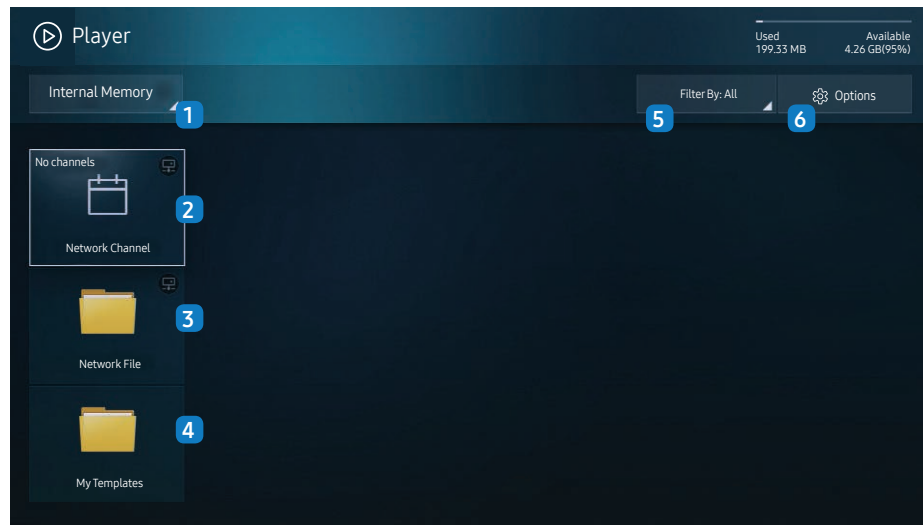 Player
Used Available
199.33 MB 4.26 GB(95%)
Internal Memory
1
Filter By: All
5
Options
6
No channels
2
Network Channel
3
Network File
4
My Templates